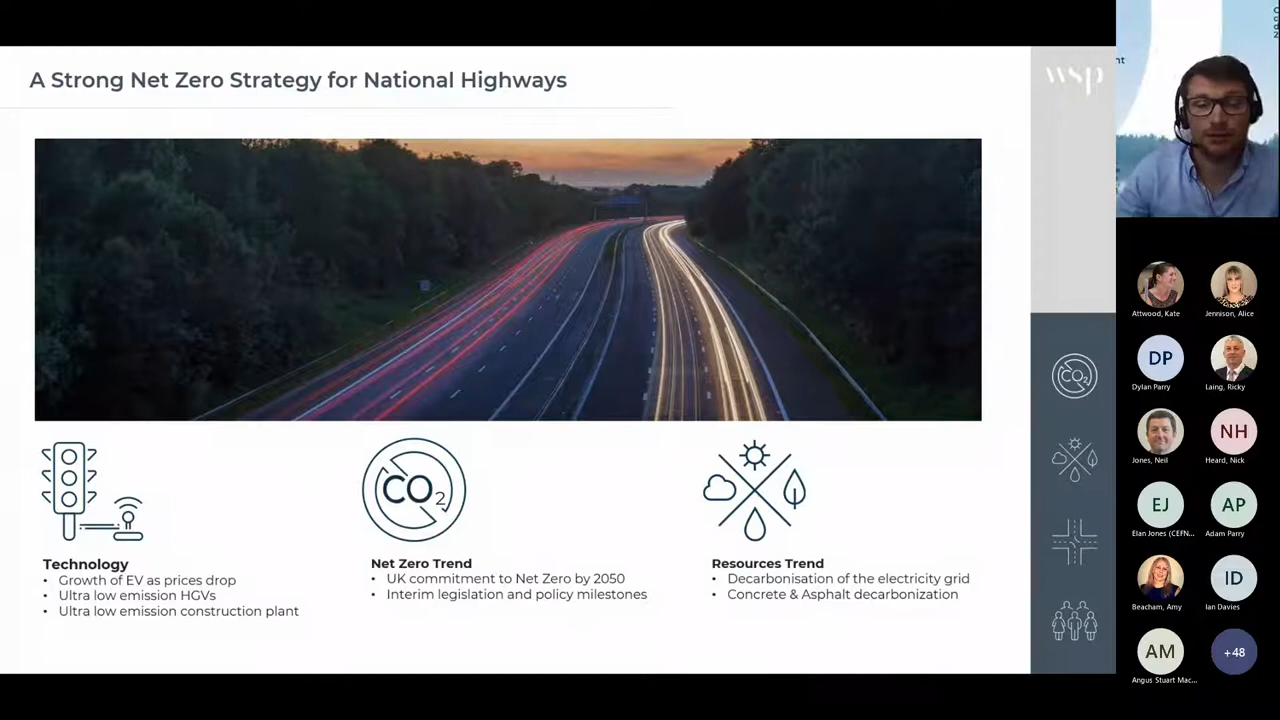 A Strong Net Zero Strategy for National Highways
wsp
nt
CO2
Technology
• Growth of EV as prices drop
• Ultra low emission HGVs
• Ultra low emission construction plant
CO2
Net Zero Trend
• UK commitment to Net Zero by 2050
• Interim legislation and policy milestones
Resources Trend
• Decarbonisation of the electricity grid
• Concrete & Asphalt decarbonization
Attwood, Kate
Jennison, Alice
DP
Dylan Parry
Laing, Ricky
Jones, Neil
NH
Heard, Nick
EJ
Elan Jones (CEFN...
AP
Adam Parry
Beacham, Amy
ID
Ian Davies
AM
Angus Stuart Mac...
+48